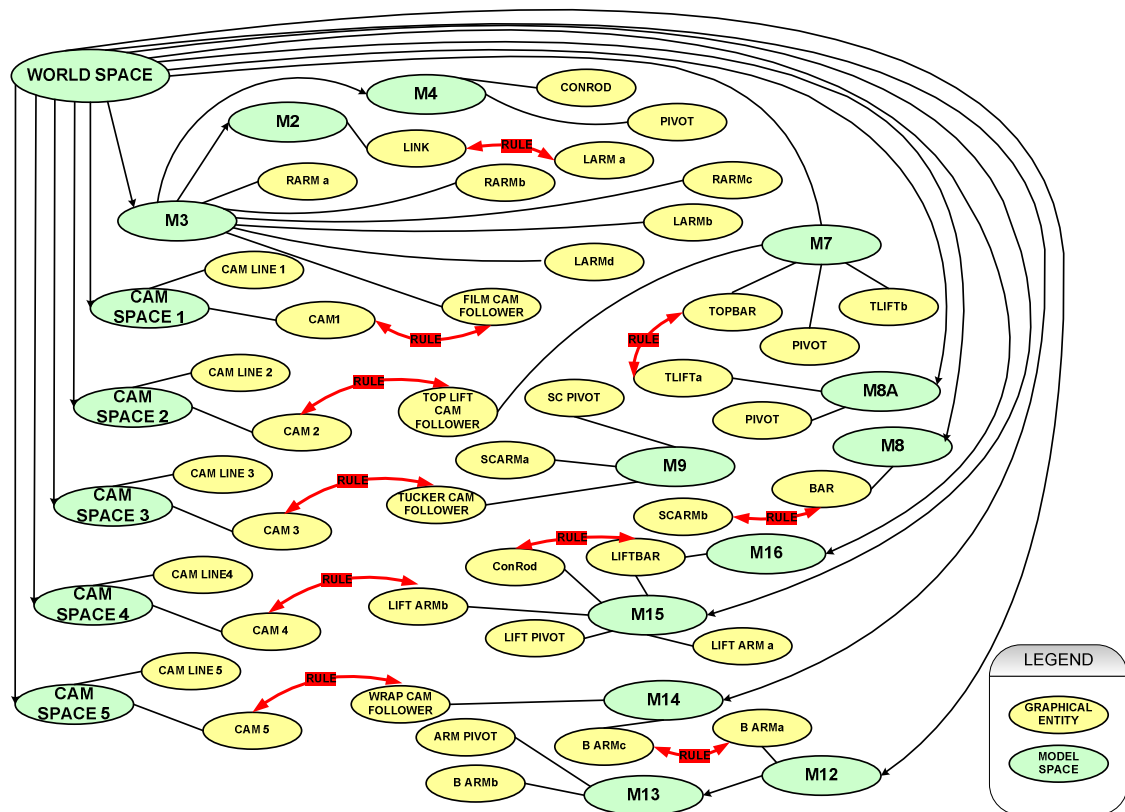 WORLD SPACE
M4
CONROD
M2
PIVOT
LINK
RULE
LARM a
RARM a
RARMb
RARMc
M3
LARMb
M7
LARMd
CAM LINE 1
CAM
SPACE 1
CAM1
FILM CAM
FOLLOWER
RULE
TOPBAR
TLIFTb
RULE
PIVOT
CAM LINE 2
CAM
SPACE 2
CAM 2
RULE
TOP LIFT
CAM
FOLLOWER
SC PIVOT
TLIFTa
M8A
PIVOT
M8
CAM LINE 3
CAM
SPACE 3
CAM 3
RULE
TUCKER CAM
FOLLOWER
SCARMa
M9
BAR
SCARMb
RULE
CAM LINE4
CAM
SPACE 4
CAM 4
RULE
LIFT ARMb
ConRod
RULE
LIFTBAR
M16
M15
LIFT PIVOT
LIFT ARM a
CAM LINE 5
CAM
SPACE 5
CAM 5
RULE
WRAP CAM
FOLLOWER
M14
ARM PIVOT
B ARMc
RULE
B ARMa
B ARMb
M13
M12
LEGEND
GRAPHICAL
ENTITY
MODEL
SPACE